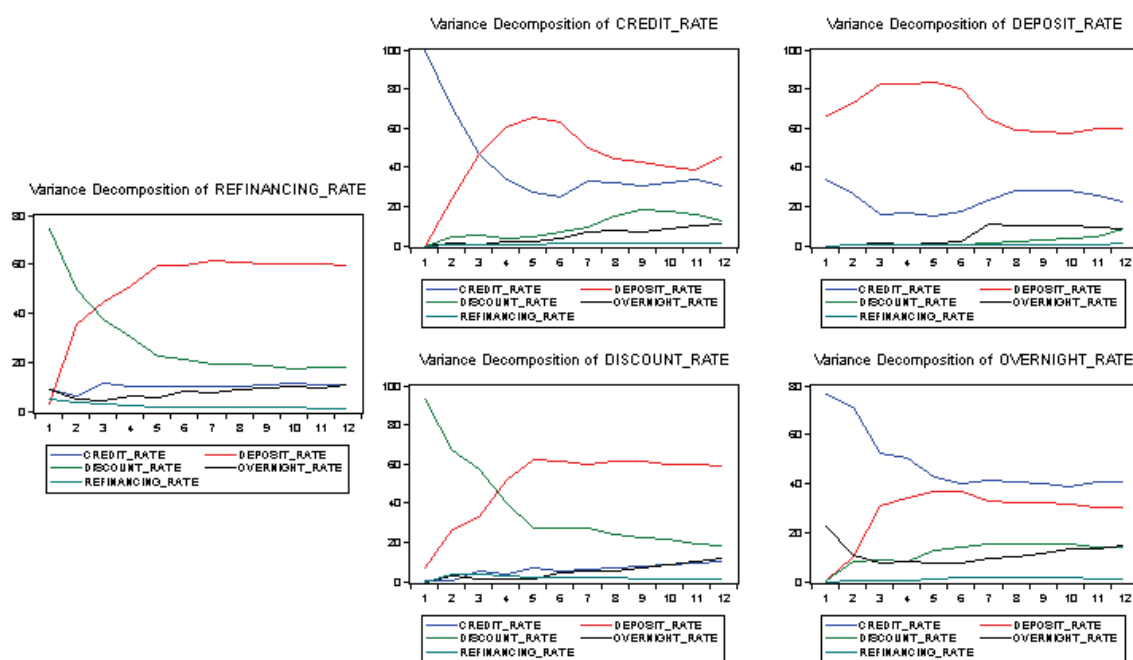 Variance Decomposition of CREDIT_RATE
100
80
60
40
20
0
1 2 3 4 5 6 7 8 9 10 11 12
CREDIT_RATE DEPOSIT_RATE
DISCOUNT_RATE OVERNIGHT_RATE
REFINANCING_RATE
Variance Decomposition of DEPOSIT_RATE
100
80
60
40
20
0
1 2 3 4 5 6 7 8 9 10 11 12
CREDIT_RATE DEPOSIT_RATE
DISCOUNT_RATE OVERNIGHT_RATE
REFINANCING_RATE
Variance Decomposition of REFINANCING_RATE
80
60
40
20
0
1 2 3 4 5 6 7 8 9 10 11 12
CREDIT_RATE DEPOSIT_RATE
DISCOUNT_RATE OVERNIGHT_RATE
REFINANCING_RATE
Variance Decomposition of DISCOUNT_RATE
100
80
60
40
20
0
1 2 3 4 5 6 7 8 9 10 11 12
CREDIT_RATE DEPOSIT_RATE
DISCOUNT_RATE OVERNIGHT_RATE
REFINANCING_RATE
Variance Decomposition of OVERNIGHT_RATE
80
60
40
20
0
1 2 3 4 5 6 7 8 9 10 11 12
CREDIT_RATE DEPOSIT_RATE
DISCOUNT_RATE OVERNIGHT_RATE
REFINANCING_RATE